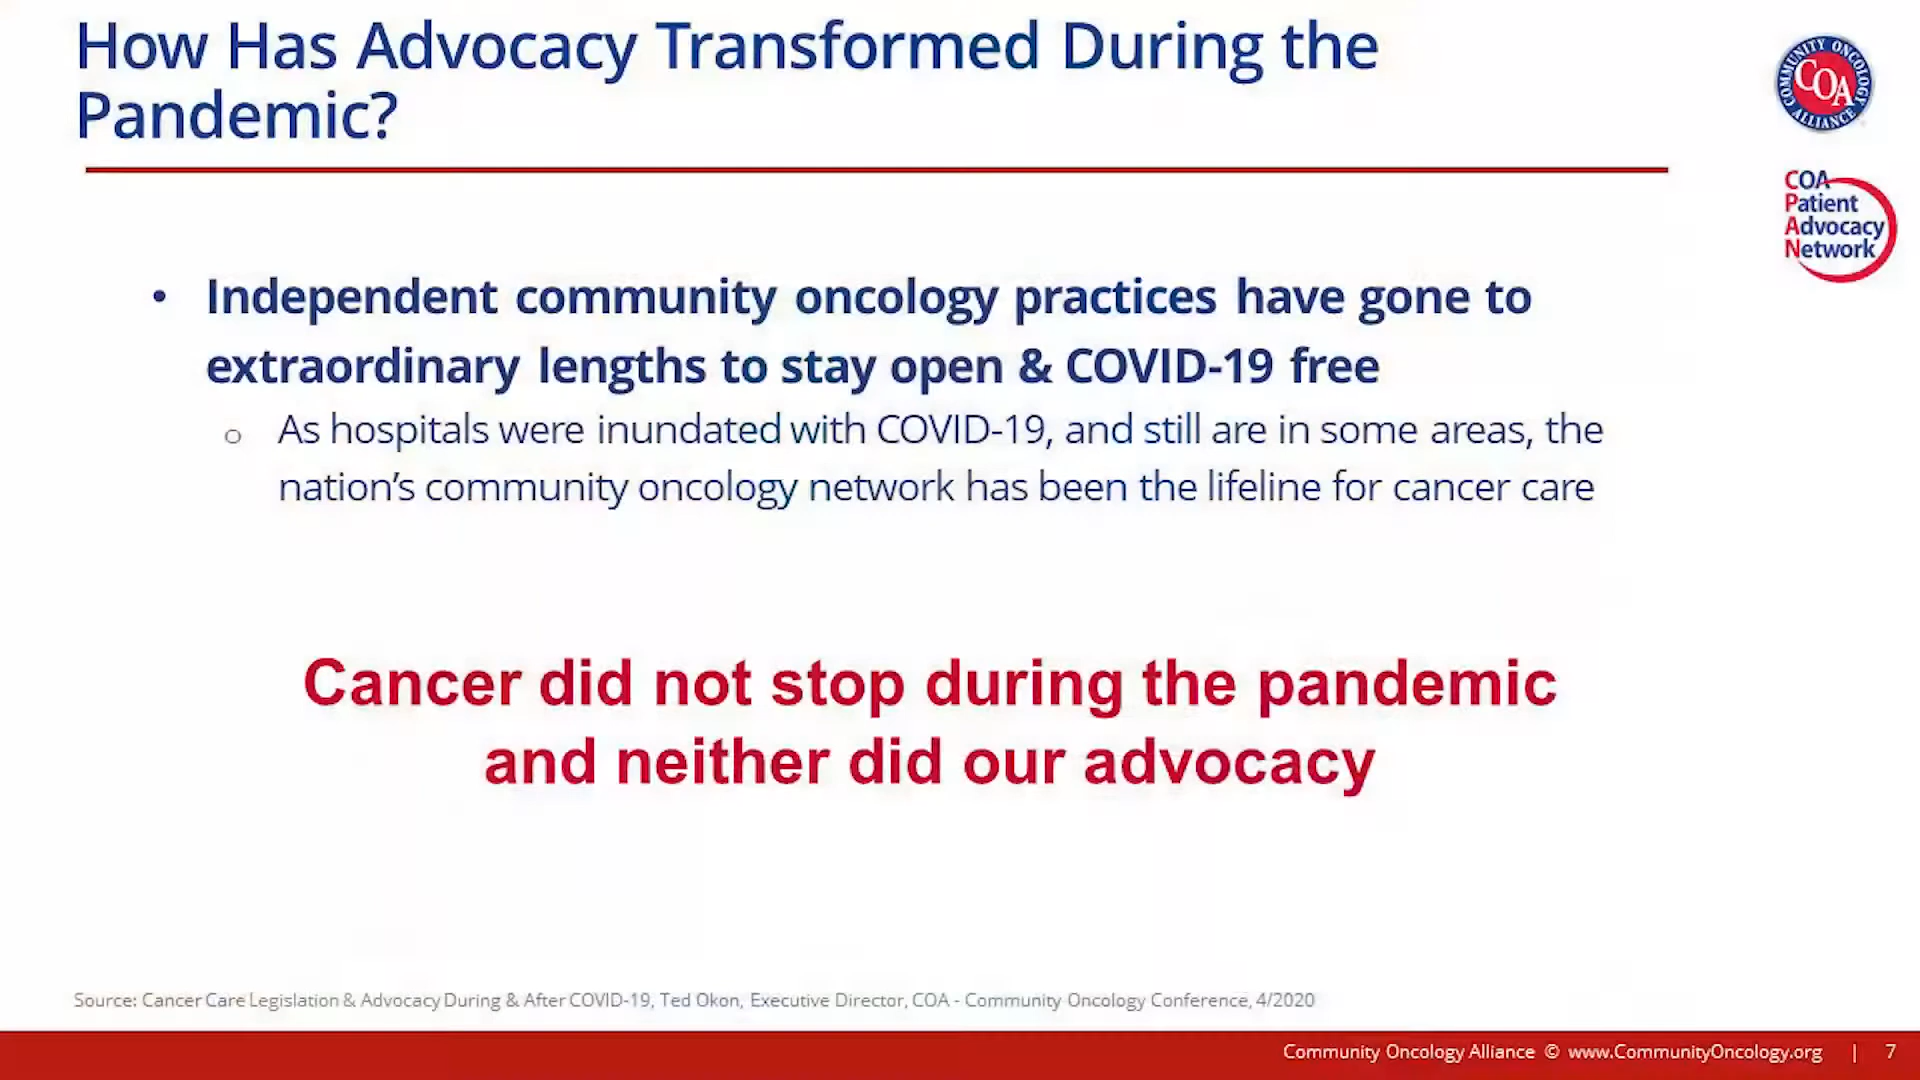 How Has Advocacy Transformed During the
Pandemic?
COMMUNITY ONCOLOGY
COA
ALLIANCE
COA
Patient
Advocacy
Network
• Independent community oncology practices have gone to
extraordinary lengths to stay open & COVID-19 free
o As hospitals were inundated with COVID-19, and still are in some areas, the
nation’s community oncology network has been the lifeline for cancer care
Cancer did not stop during the pandemic
and neither did our advocacy
Source: Cancer Care Legislation & Advocacy During & After COVID-19, Ted Okon, Executive Director, COA - Community Oncology Conference, 4/2020
Community Oncology Alliance © www.CommunityOncology.org | 7